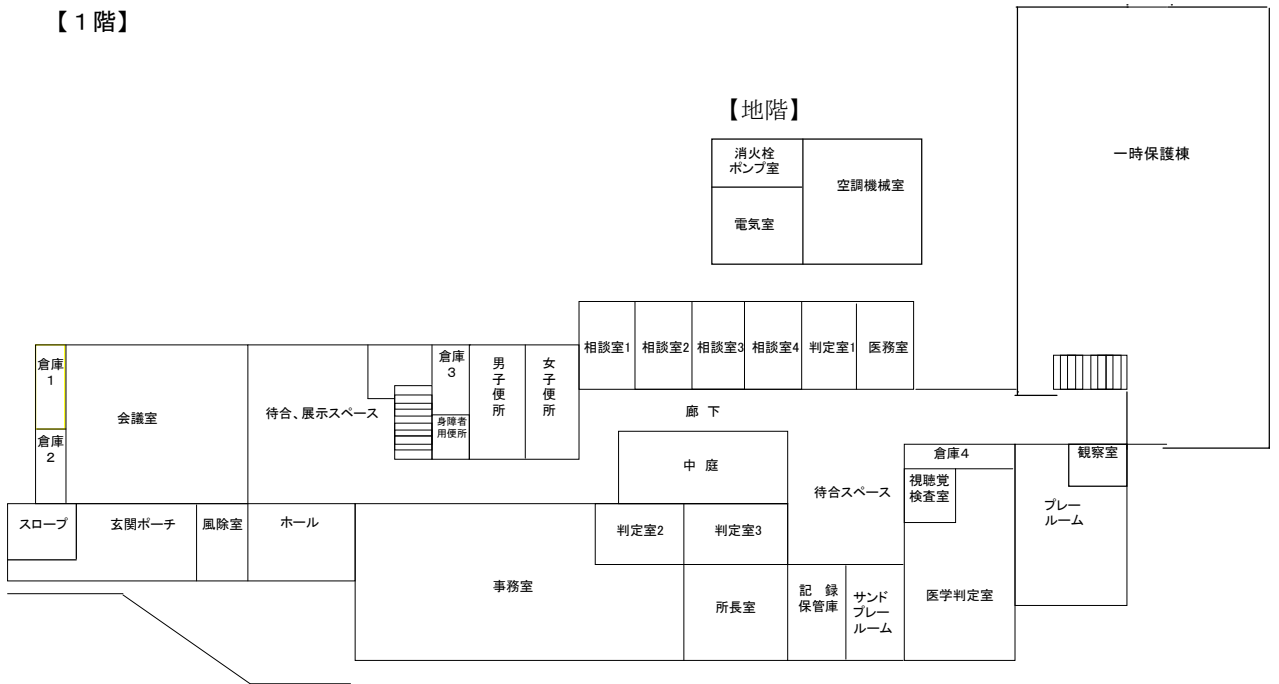 【１階】
【地階】
消火栓
ポンプ室
空調機械室
電気室
一時保護棟
相談室1
相談室2
相談室3
相談室4
判定室1
医務室
倉庫
1
倉庫
2
会議室
待合、展示スペース
倉庫
3
身障者
用便所
男子便所
女子便所
廊下
中庭
待合スペース
倉庫4
視聴覚
検査室
観察室
プレー
ルーム
スロープ
玄関ポーチ
風除室
ホール
判定室2
判定室3
事務室
所長室
記録
保管庫
サンド
プレー
ルーム
医学判定室